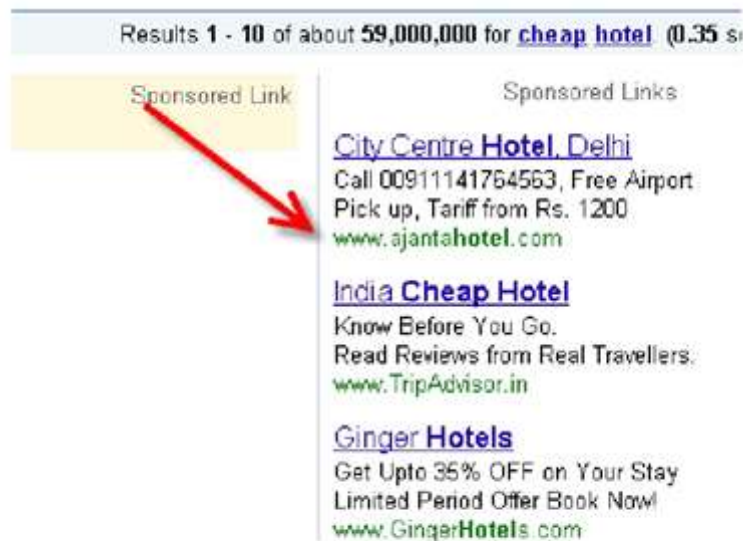 Results 1 - 10 of about 59,000,000 for cheap hotel (0.35 s
Sponsored Link
Sponsored Links
City Centre Hotel, Delhi
Call 00911141764563, Free Airport
Pick up, Tariff from Rs. 1200
www.ajantahotel.com
India Cheap Hotel
Know Before You Go.
Read Reviews from Real Travellers.
www.TripAdvisor.in
Ginger Hotels
Get Upto 35% OFF on Your Stay
Limited Period Offer Book Now!
www.GingerHotels.com